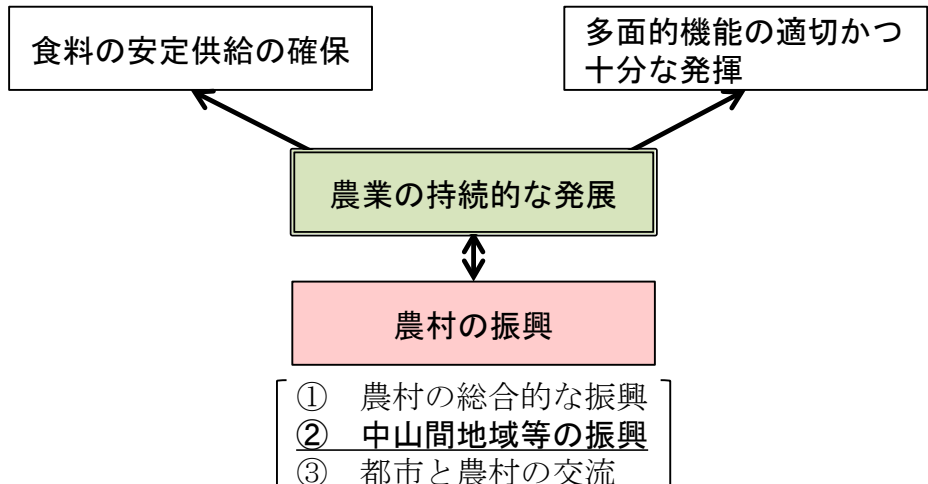 食料の安定供給の確保
多面的機能の適切かつ
十分な発揮
農業の持続的な発展
農村の振興
① 農村の総合的な振興
② 中山間地域等の振興
③ 都市と農村の交流